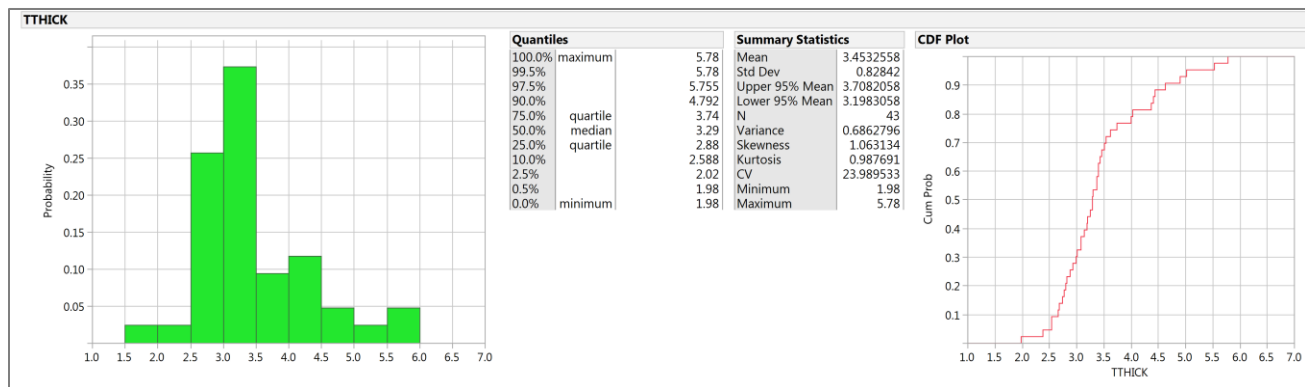 TTHICK
Probability
0.35
0.30
0.25
0.20
0.15
0.10
0.05
1.0 1.5 2.0 2.5 3.0 3.5 4.0 4.5 5.0 5.5 6.0 6.5 7.0
Quantiles
100.0% maximum 5.78
99.5% 5.78
97.5% 5.755
90.0% 4.792
75.0% quartile 3.74
50.0% median 3.29
25.0% quartile 2.88
10.0% 2.588
2.5% 2.02
0.5% 1.98
0.0% minimum 1.98
Summary Statistics
Mean 3.4532558
Std Dev 0.82842
Upper 95% Mean 3.7082058
Lower 95% Mean 3.1983058
N 43
Variance 0.6862796
Skewness 1.063134
Kurtosis 0.987691
CV 23.989533
Minimum 1.98
Maximum 5.78
CDF Plot
Cum Prob
0.9
0.8
0.7
0.6
0.5
0.4
0.3
0.2
0.1
1.0 1.5 2.0 2.5 3.0 3.5 4.0 4.5 5.0 5.5 6.0 6.5 7.0
TTHICK